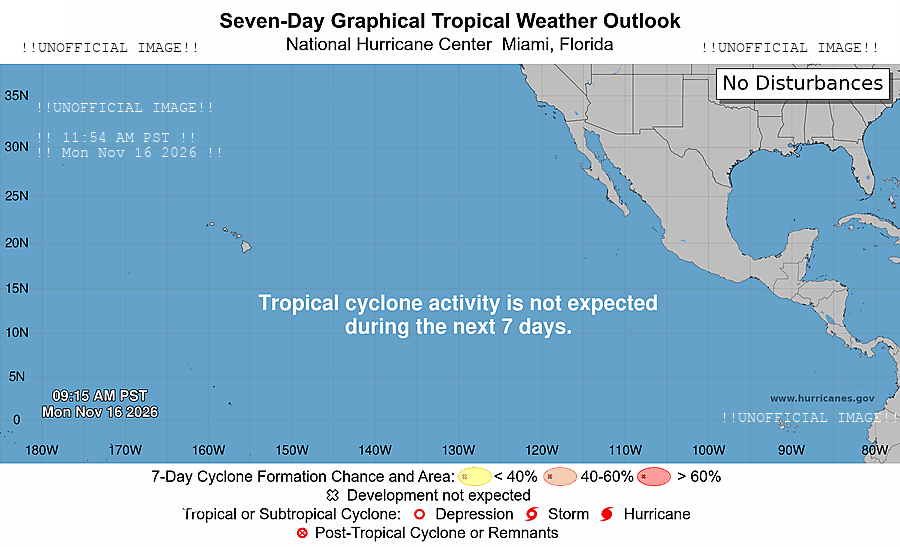 Seven-Day Graphical Tropical Weather Outlook
National Hurricane Center Miami, Florida
!!UNOFFICIAL IMAGE!!
!!UNOFFICIAL IMAGE!!
No Disturbances
35N
!!UNOFFICIAL IMAGE!!
!! 11:54 AM PST !!
30N
!! Mon Nov 16 2026 !!
25N
20N
15N
Tropical cyclone activity is not expected
during the next 7 days.
10N
5N
09:15 AM PST
Mon Nov 16 2026
www.hurricanes.gov
!!UNOFFICIAL IMAGE!!
0
180W 170W 160W 150W 140W 130W 120W 110W 100W 90W 80W
7-Day Cyclone Formation Chance and Area: < 40% 40-60% > 60%
Development not expected
Tropical or Subtropical Cyclone: Depression Storm Hurricane
Post-Tropical Cyclone or Remnants